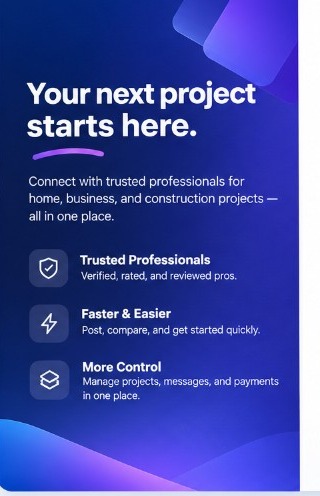 Your next project
starts here.
Connect with trusted professionals for
home, business, and construction projects —
all in one place.
Trusted Professionals
Verified, rated, and reviewed pros.
Faster & Easier
Post, compare, and get started quickly.
More Control
Manage projects, messages, and payments
in one place.